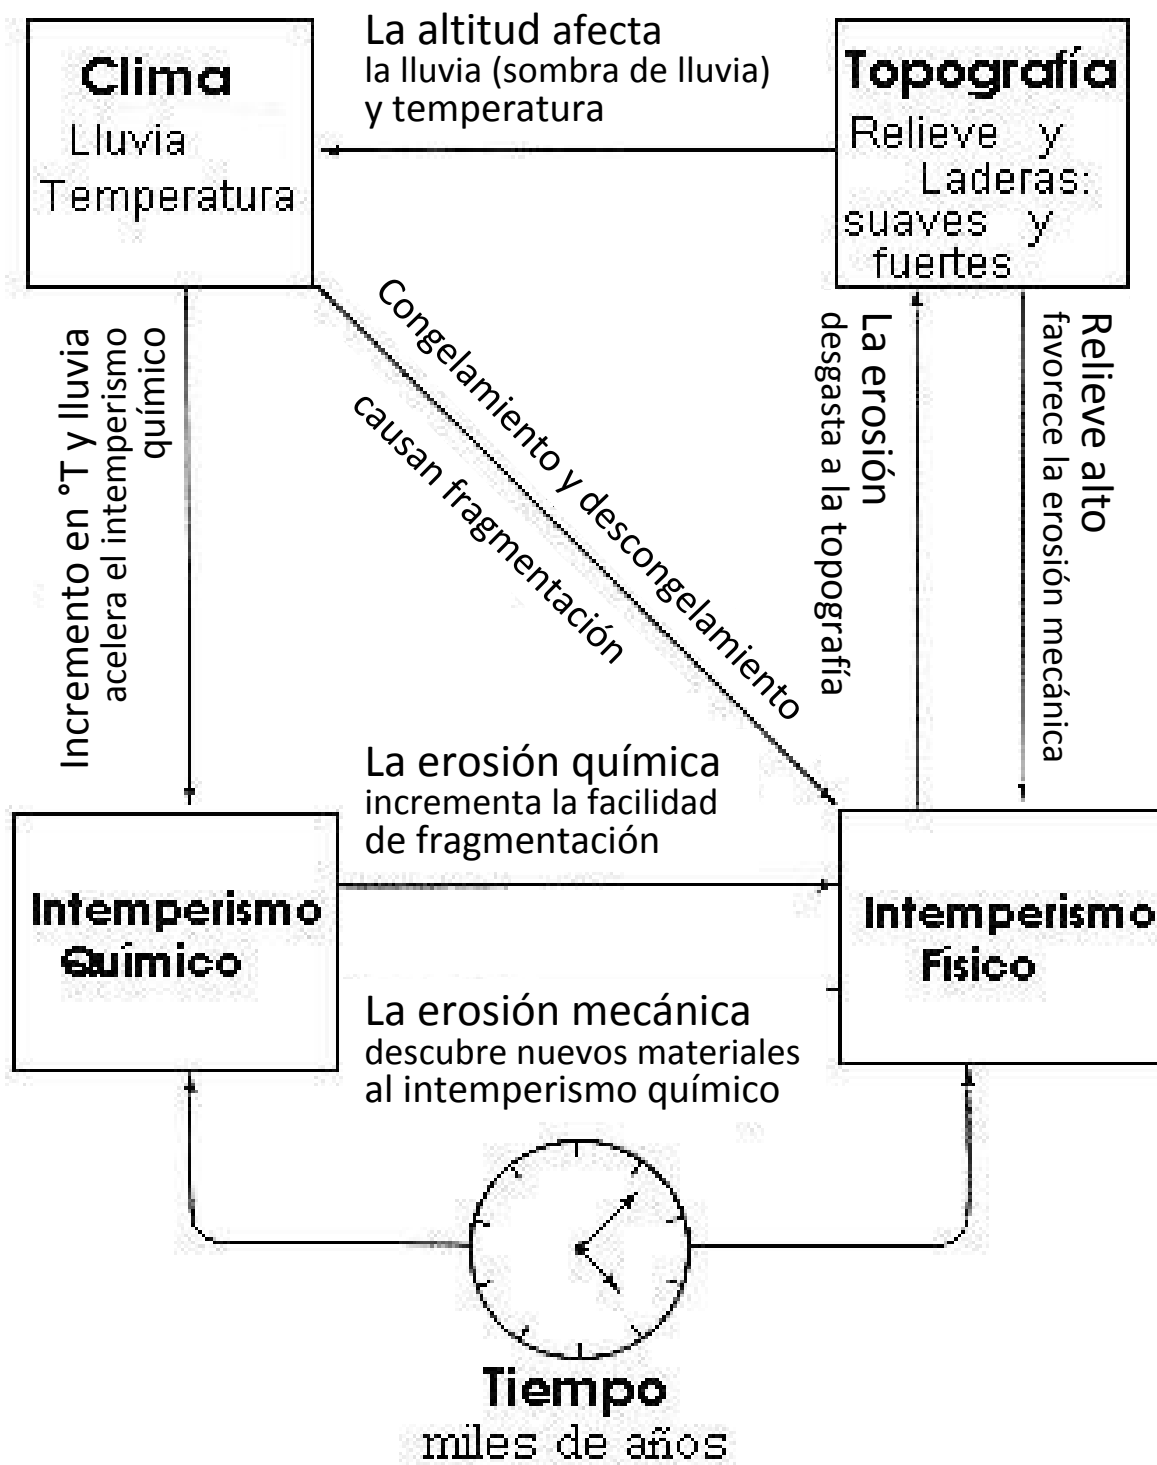 Clima
Lluvia
Temperatura
La altitud afecta
la lluvia (sombra de lluvia)
y temperatura
Topografía
Relieve y
Laderas:
suaves y
fuertes
Incremento en °T y lluvia
acelera el intemperismo
químico
Congelamiento y descongelamiento
causan fragmentación
La erosión
desgasta a la topografía
Relieve alto
favorece la erosión mecánica
La erosión química
incrementa la facilidad
de fragmentación
Intemperismo
Químico
Intemperismo
Físico
La erosión mecánica
descubre nuevos materiales
al intemperismo químico
Tiempo
miles de años